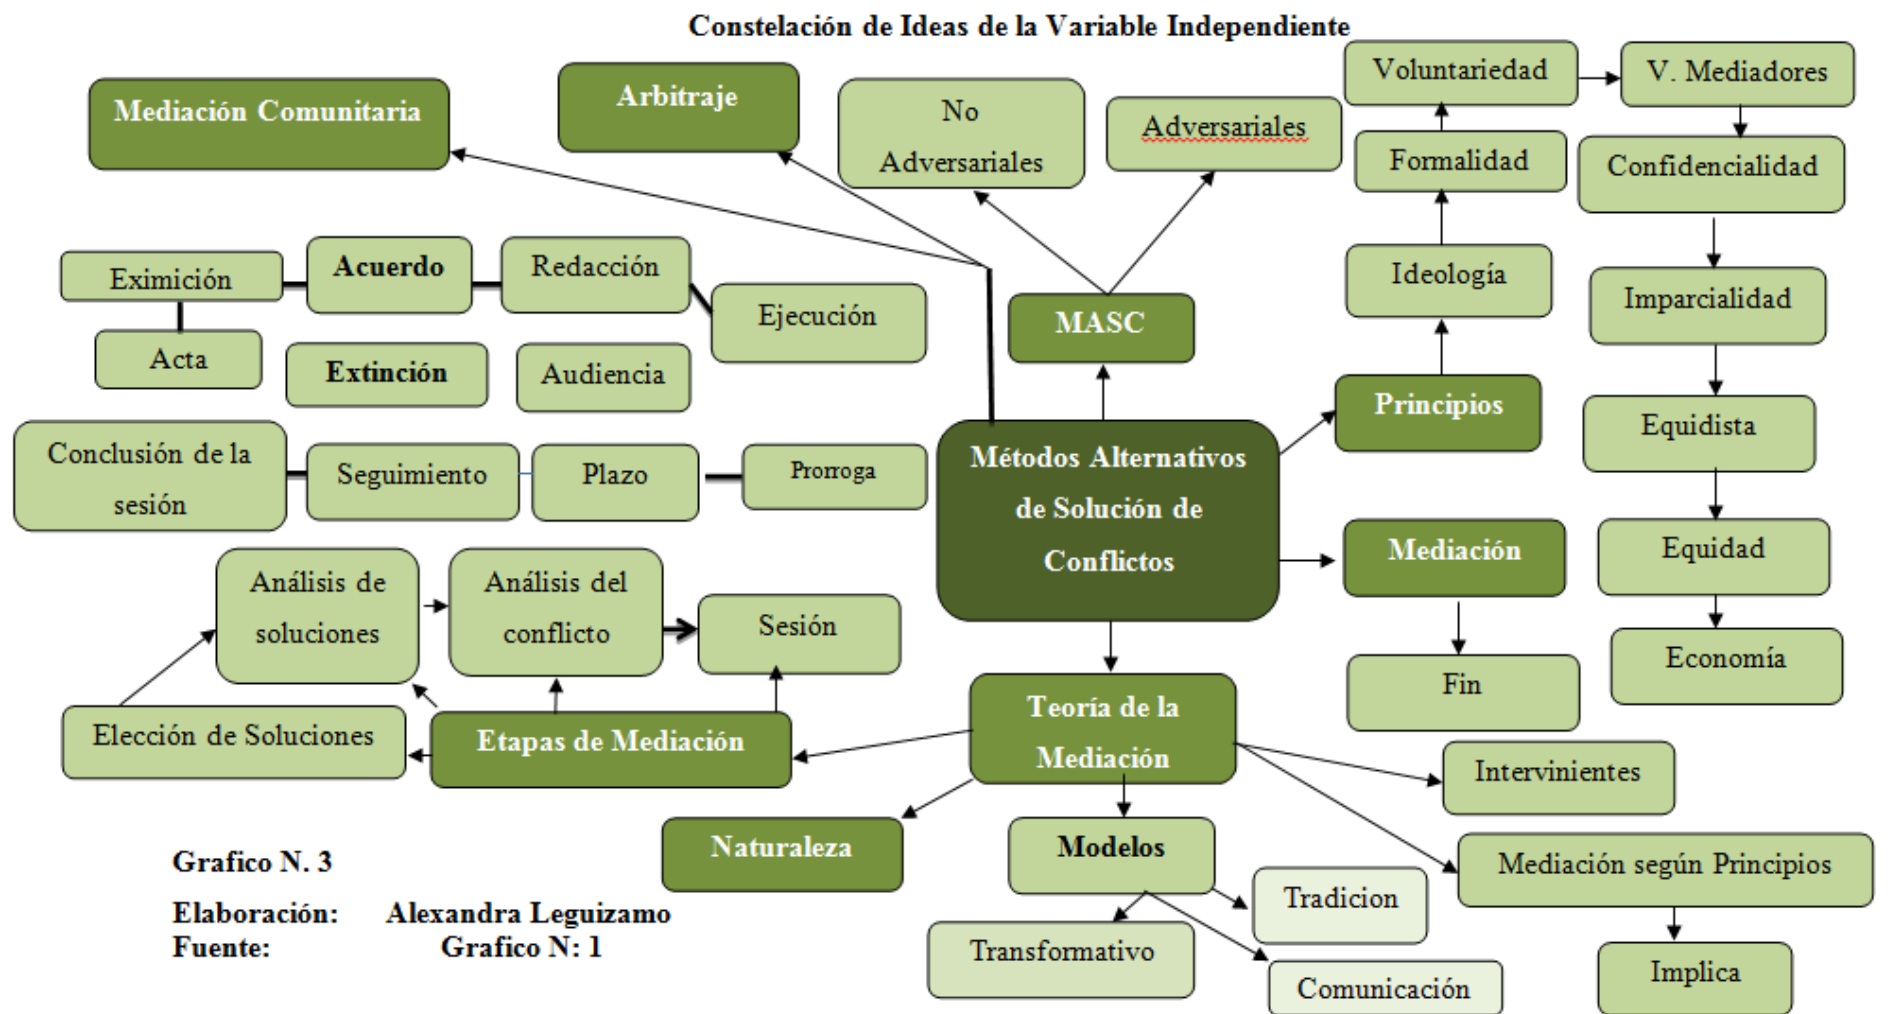 Constelación de Ideas de la Variable Independiente
Mediación Comunitaria
Arbitraje
No
Adversariales
Adversariales
Voluntariedad
V. Mediadores
Formalidad
Confidencialidad
Ideología
Imparcialidad
Eximición
Acuerdo
Redacción
Ejecución
MASC
Acta
Extinción
Audiencia
Principios
Equidista
Conclusión de la
sesión
Seguimiento
Plazo
Prorroga
Métodos Alternativos
de Solución de
Conflictos
Mediación
Equidad
Análisis de
soluciones
Análisis del
conflicto
Sesión
Fin
Economía
Elección de Soluciones
Etapas de Mediación
Teoría de la
Mediación
Intervinientes
Naturaleza
Modelos
Mediación según Principios
Tradicion
Transformativo
Comunicación
Implica
Grafico N. 3
Elaboración: Alexandra Leguizamo
Fuente: Grafico N: 1